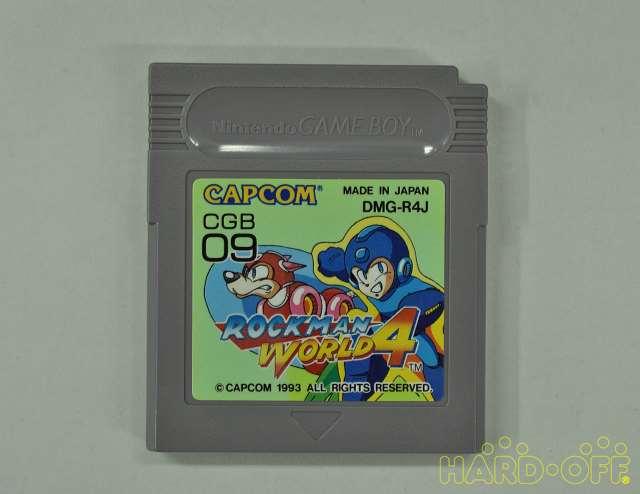 Nintendo GAME BOY TM
CAPCOM®
MADE IN JAPAN
DMG-R4J
CGB
09
ROCKMAN
WORLD 4 TM
© CAPCOM 1993 ALL RIGHTS RESERVED.
HARD-OFF